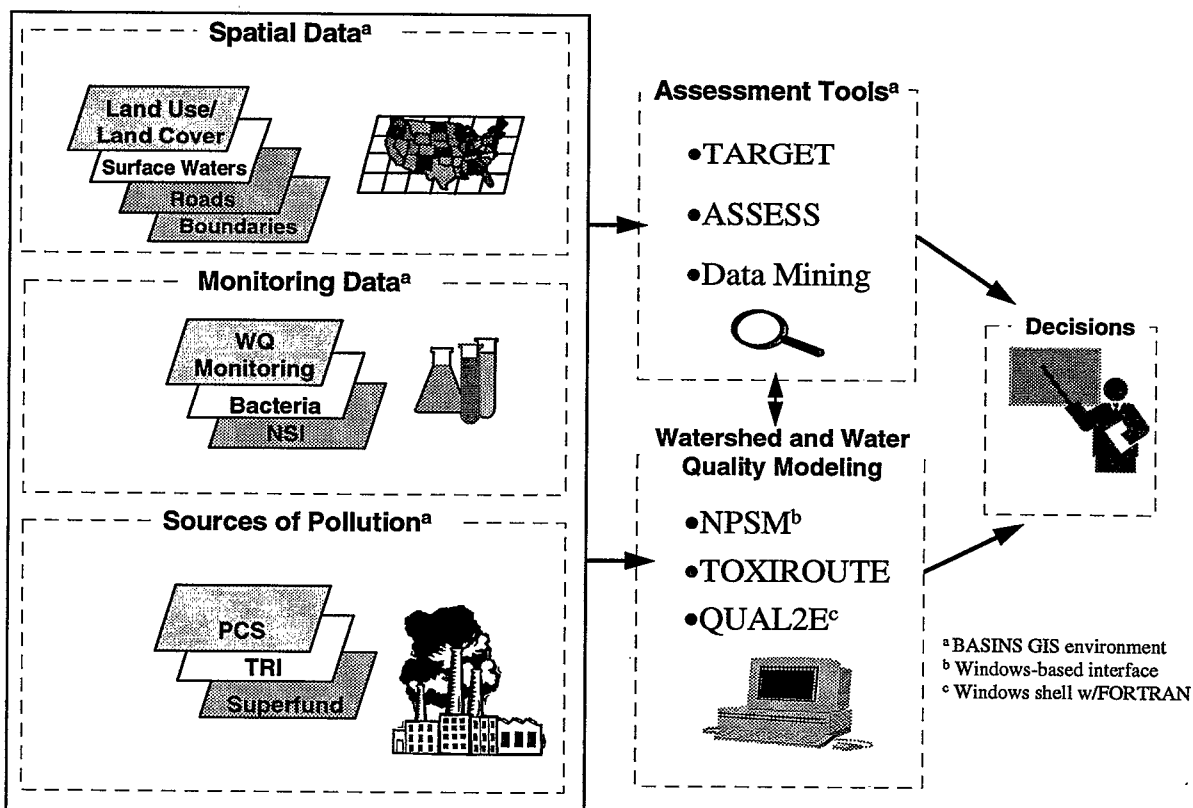 Spatial Dataᵃ
Land Use/
Land Cover
Surface Waters
Roads
Boundaries
Monitoring Dataᵃ
WQ
Monitoring
Bacteria
NSI
Sources of Pollutionᵃ
PCS
TRI
Superfund
Assessment Toolsᵃ
•TARGET
•ASSESS
•Data Mining
Watershed and Water
Quality Modeling
•NPSMᵇ
•TOXIROUTE
•QUAL2Eᶜ
Decisions
ᵃ BASINS GIS environment
ᵇ Windows-based interface
ᶜ Windows shell w/FORTRAN